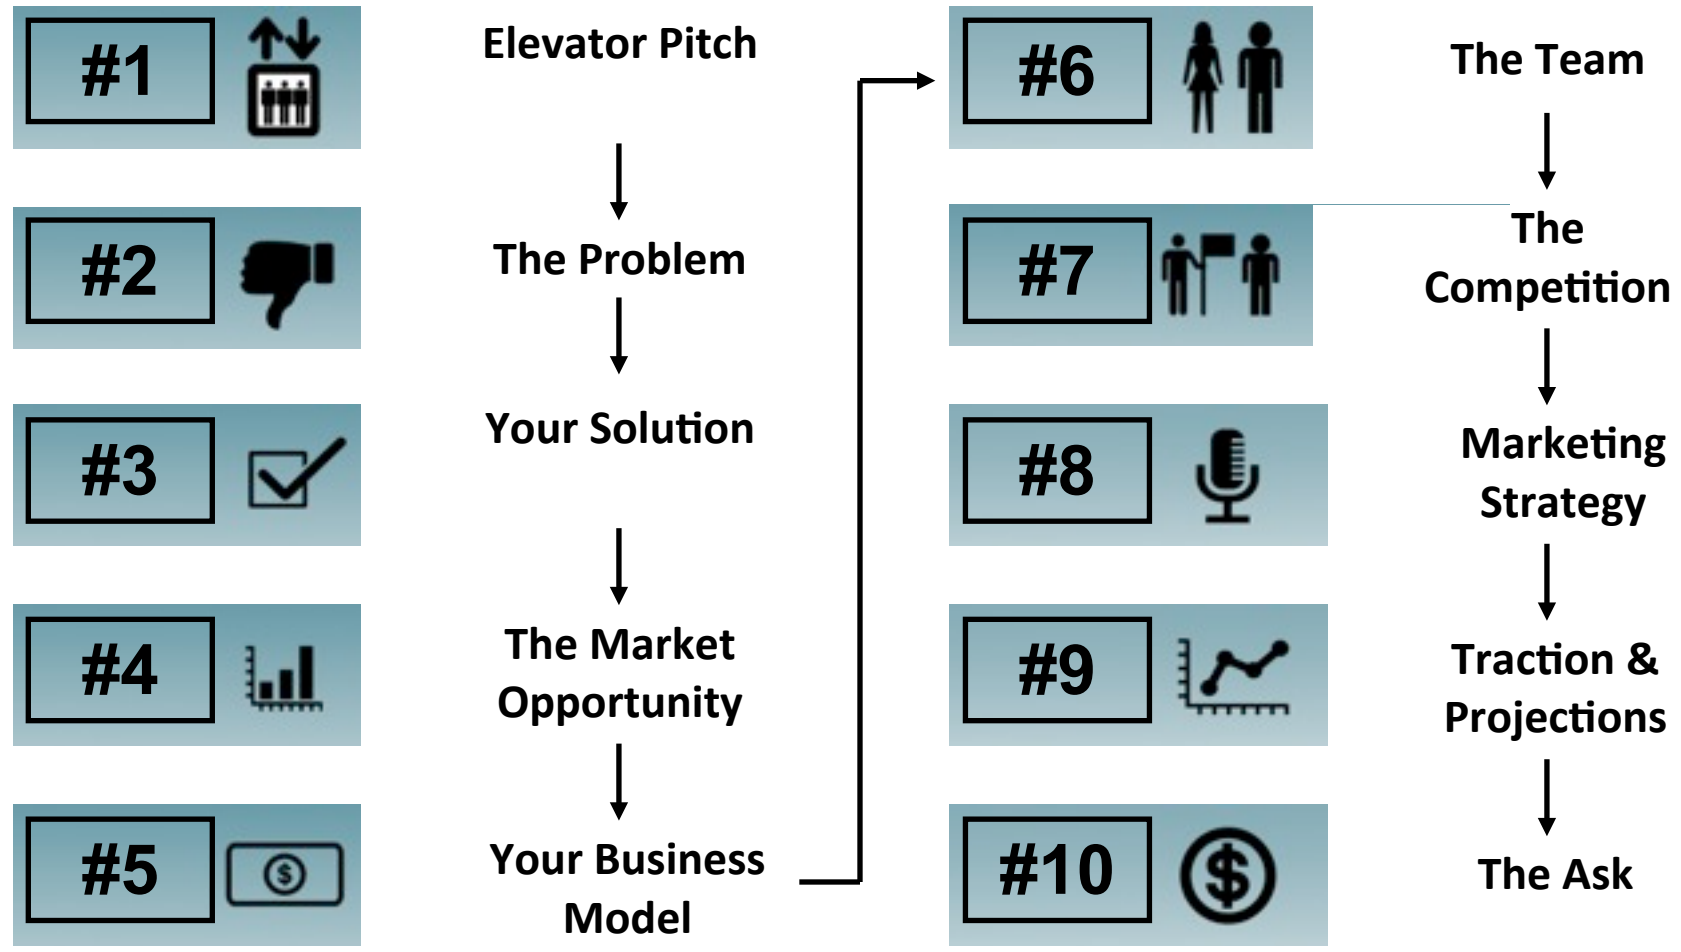 #1
Elevator Pitch
#2
The Problem
#3
Your Solution
#4
The Market
Opportunity
#5
Your Business
Model
#6
The Team
#7
The
Competition
#8
Marketing
Strategy
#9
Traction &
Projections
#10
The Ask